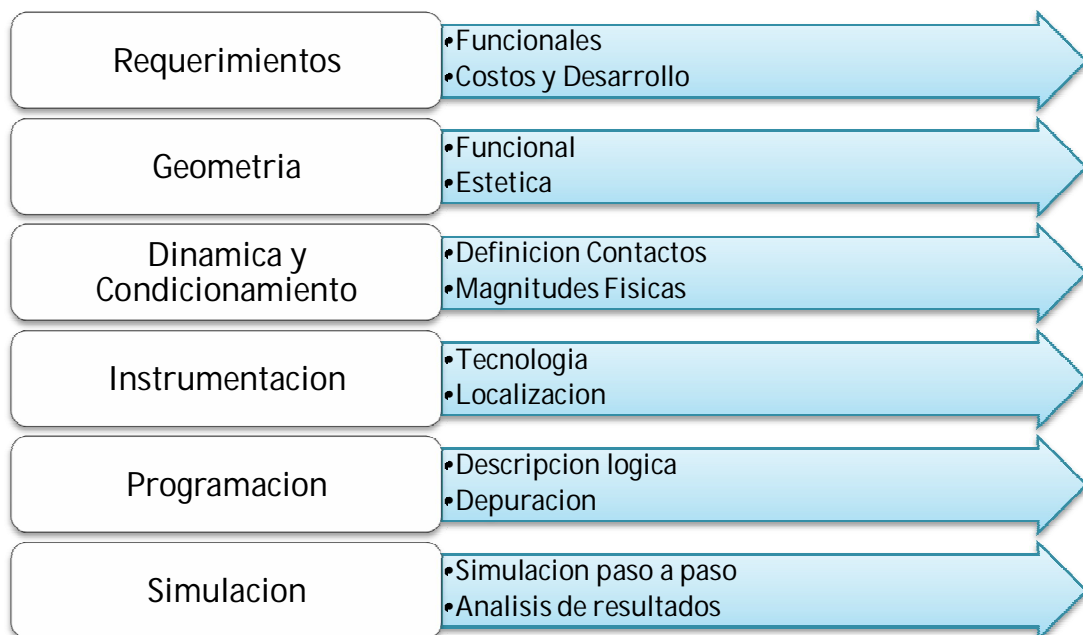 Requerimientos
•Funcionales
•Costos y Desarrollo
Geometria
•Funcional
•Estetica
Dinamica y
Condicionamiento
•Definicion Contactos
•Magnitudes Fisicas
Instrumentacion
•Tecnologia
•Localizacion
Programacion
•Descripcion logica
•Depuracion
Simulacion
•Simulacion paso a paso
•Analisis de resultados